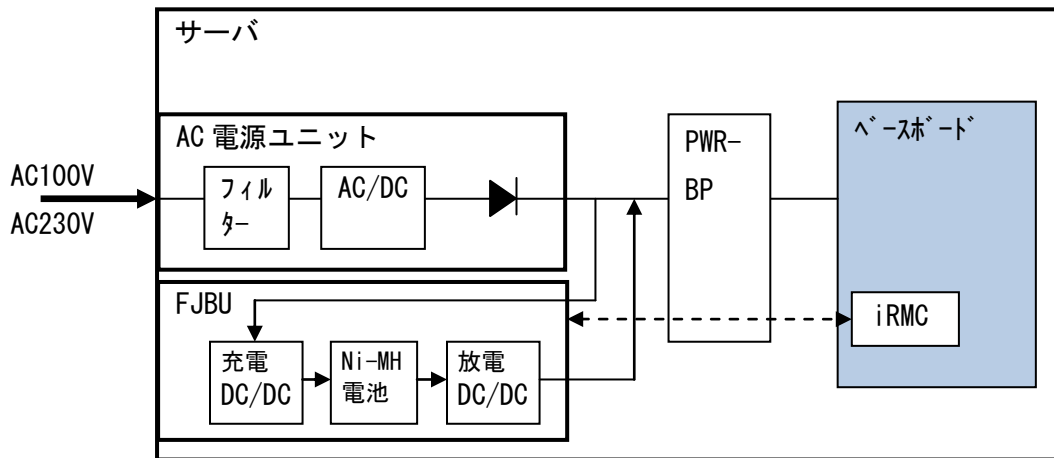 サーバ
AC 電源ユニット
AC100V
AC230V
フィル
ター
AC/DC
PWR-
BP
ベースボード
iRMC
FJBU
充電
DC/DC
Ni-MH
電池
放電
DC/DC